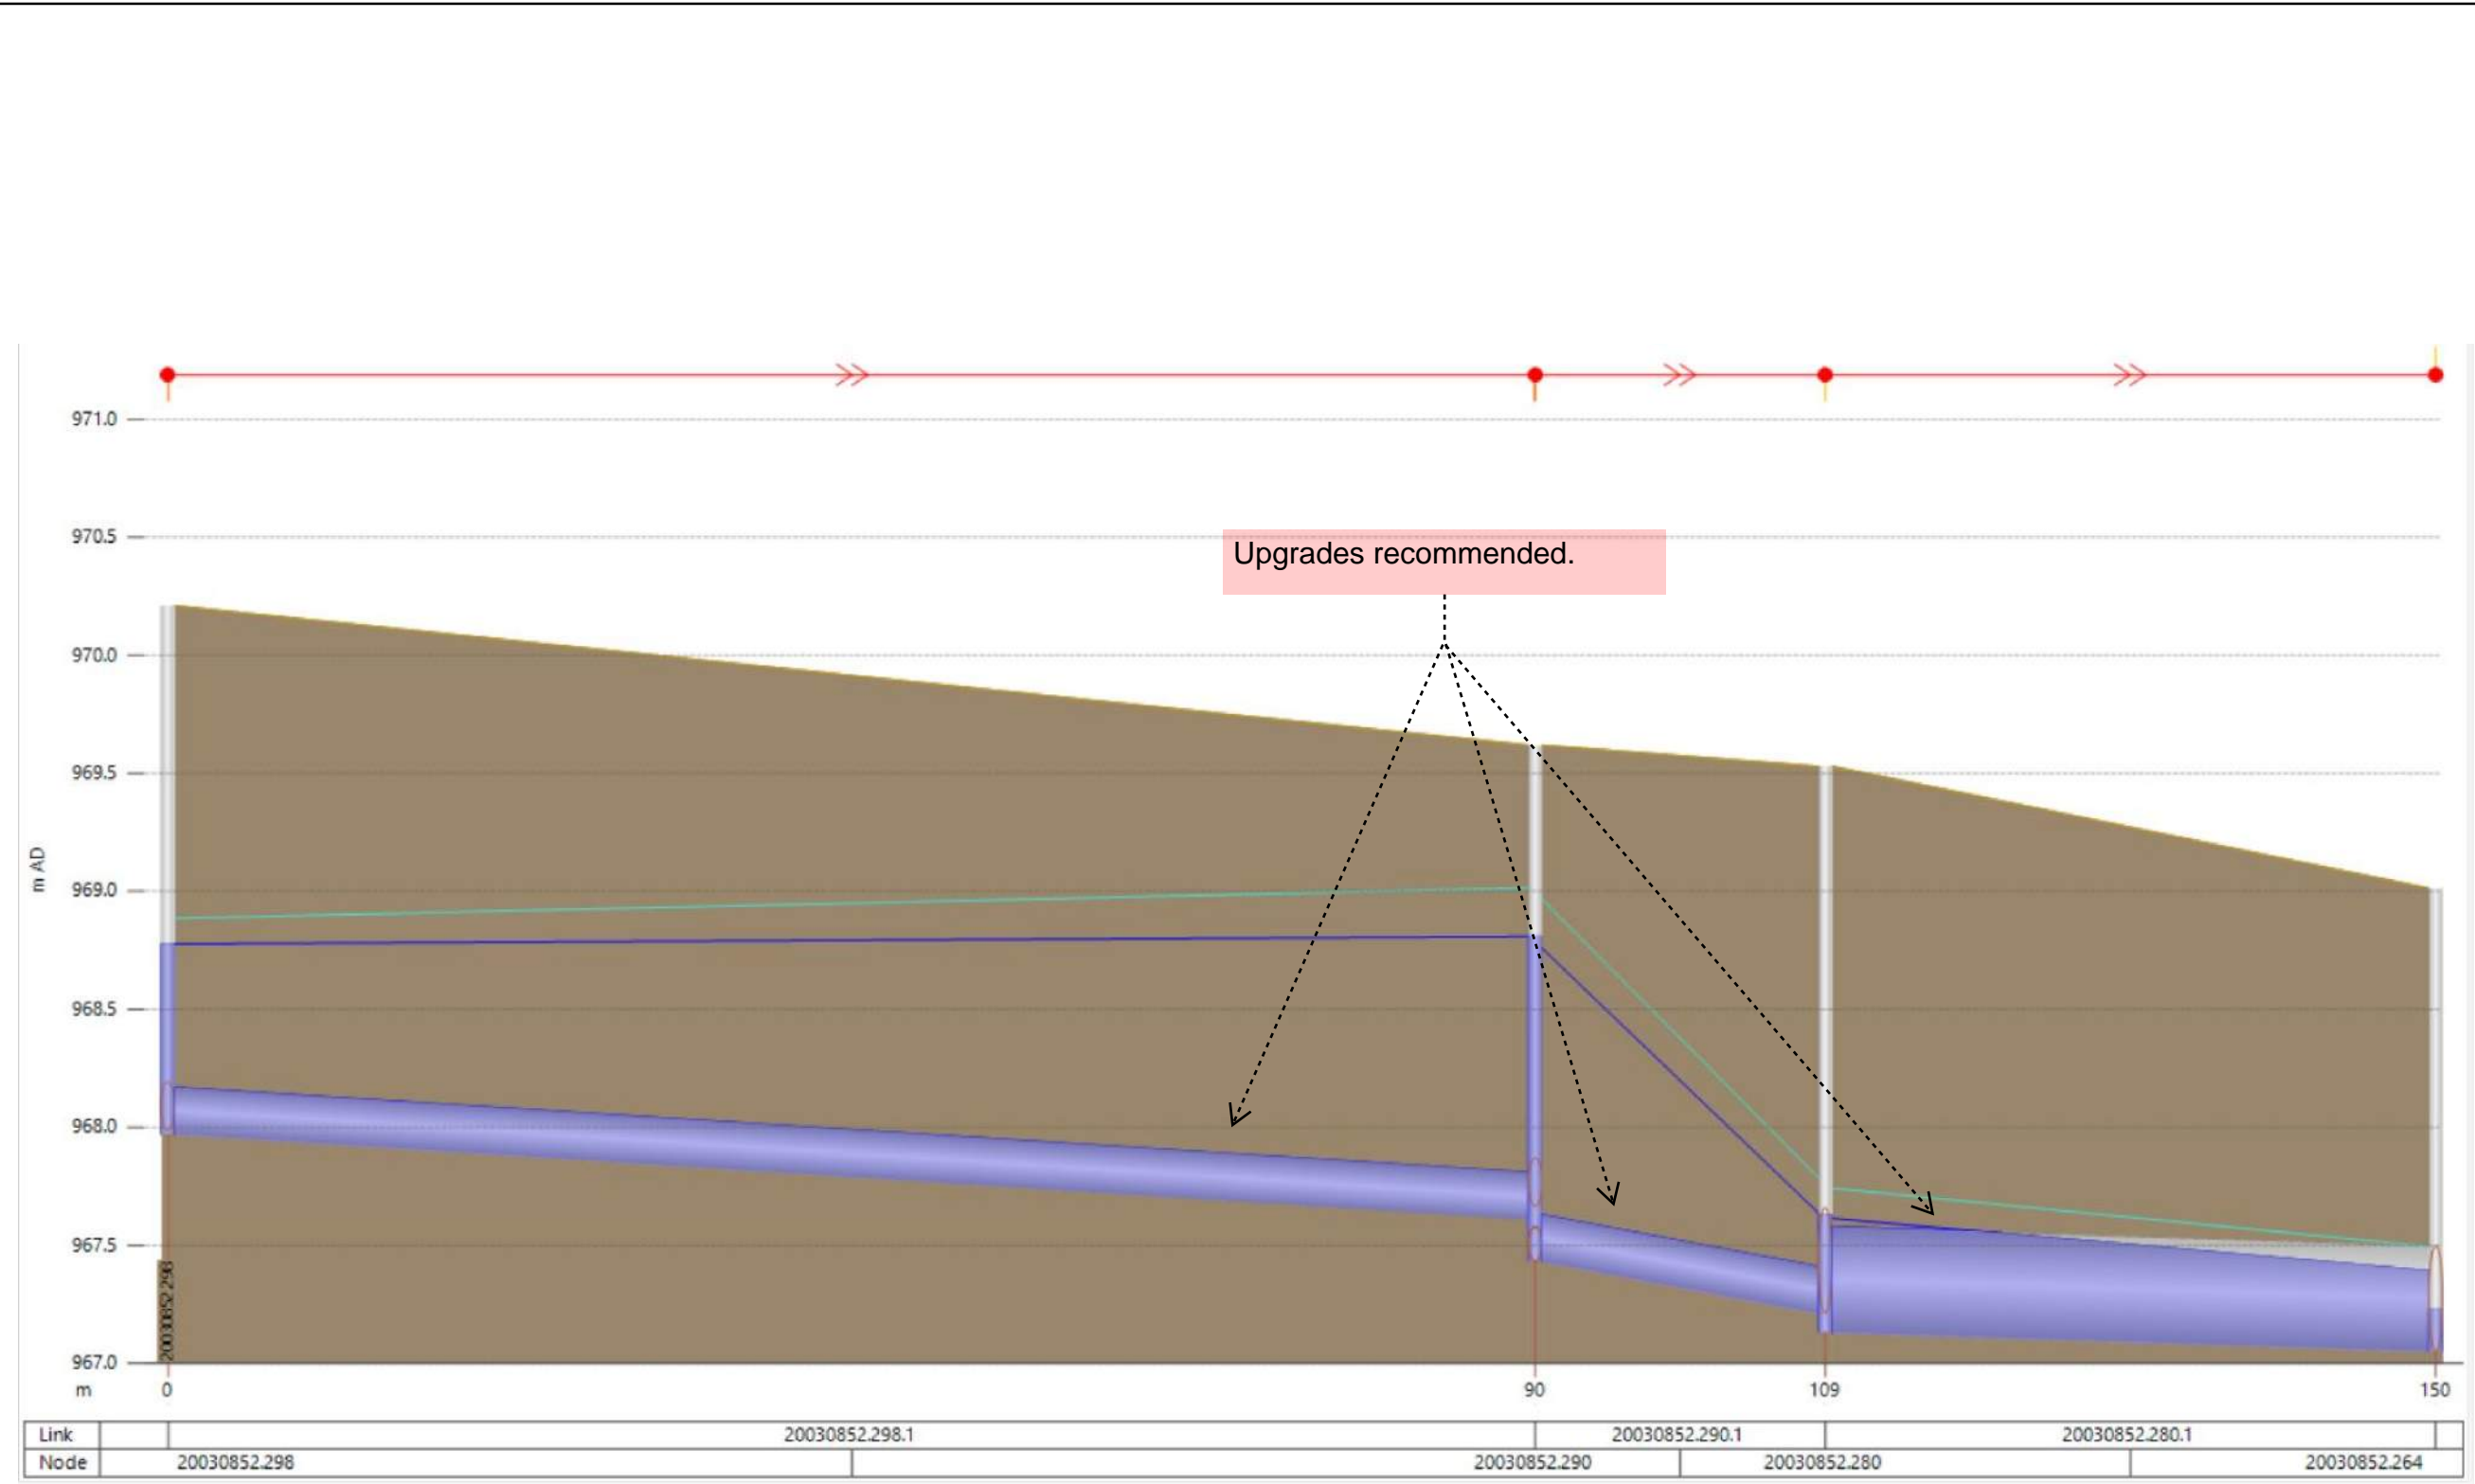 971.0
970.5
Upgrades recommended.
970.0
969.5
m AD
969.0
968.5
968.0
967.5
20030852.298
967.0
m 0 90 109 150
Link 20030852.298.1 20030852.290.1 20030852.280.1
Node 20030852.298 20030852.290 20030852.280 20030852.264